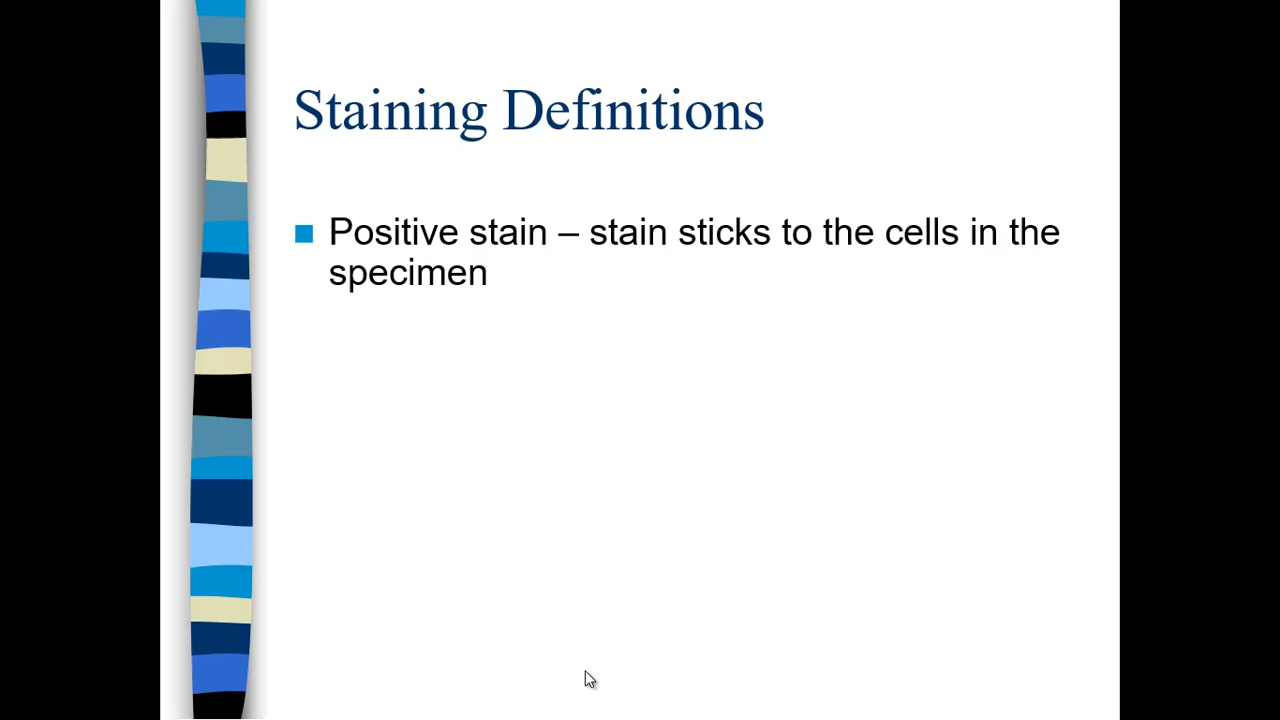 Staining Definitions
Positive stain – stain sticks to the cells in the
specimen